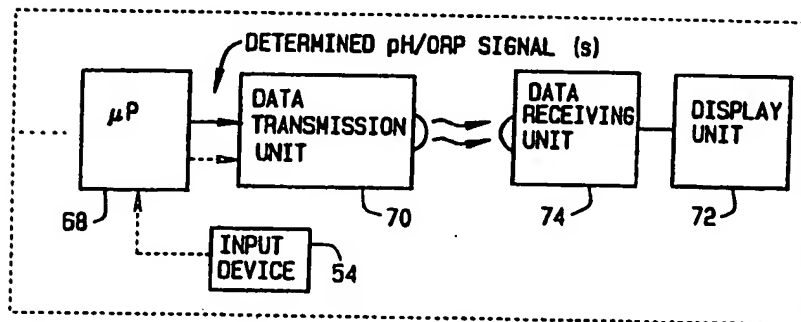 DETERMINED pH/ORP SIGNAL (s)
μP
DATA
TRANSMISSION
UNIT
DATA
RECEIVING
UNIT
DISPLAY
UNIT
68
70
74
72
INPUT
DEVICE
54